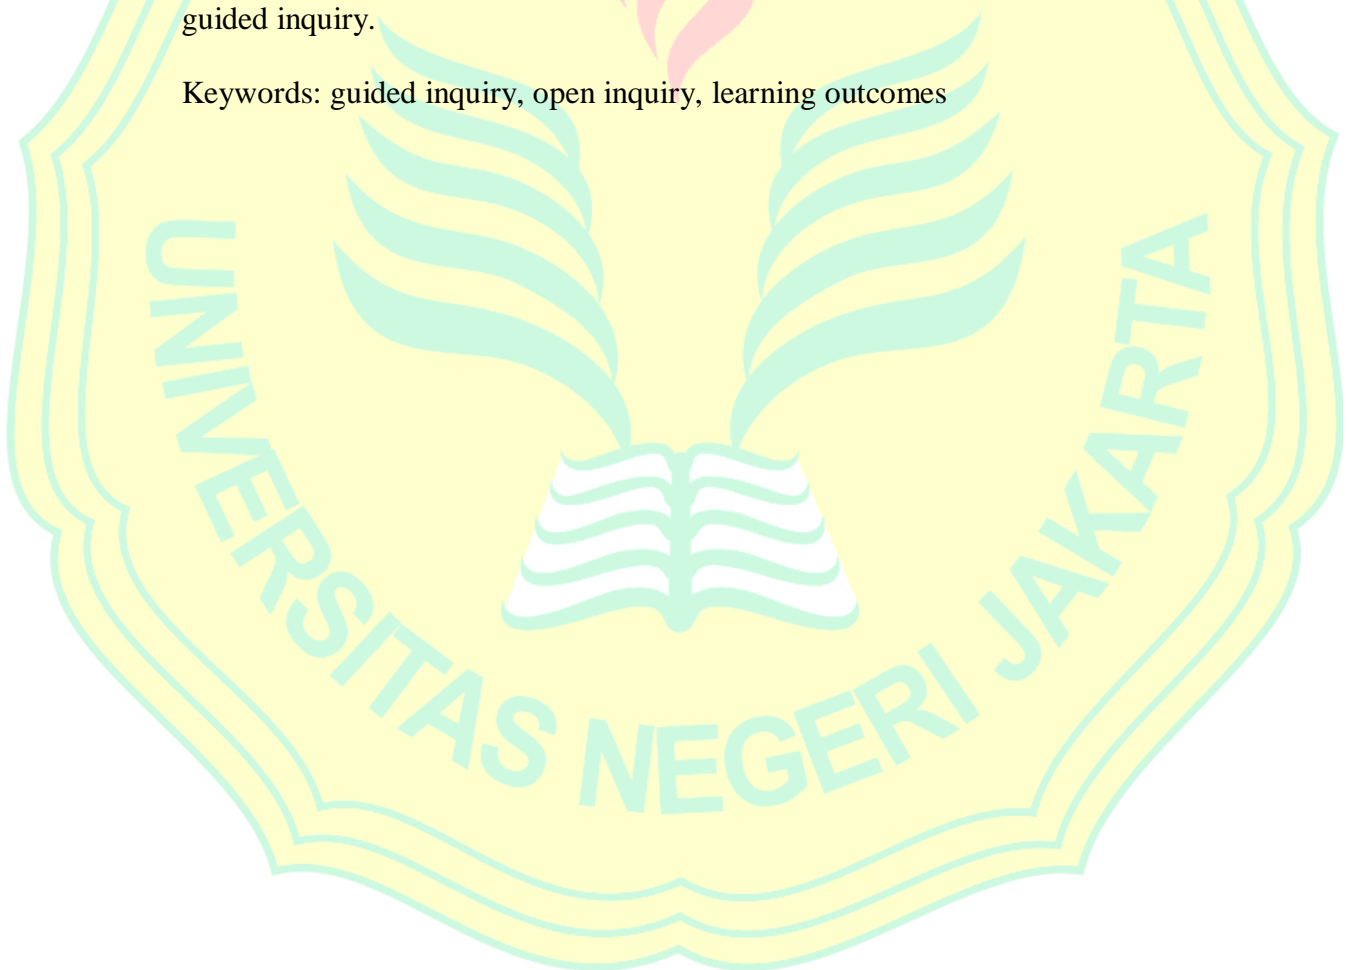 guided inquiry.
Keywords: guided inquiry, open inquiry, learning outcomes
UNIVERSITAS NEGERI JAKARTA